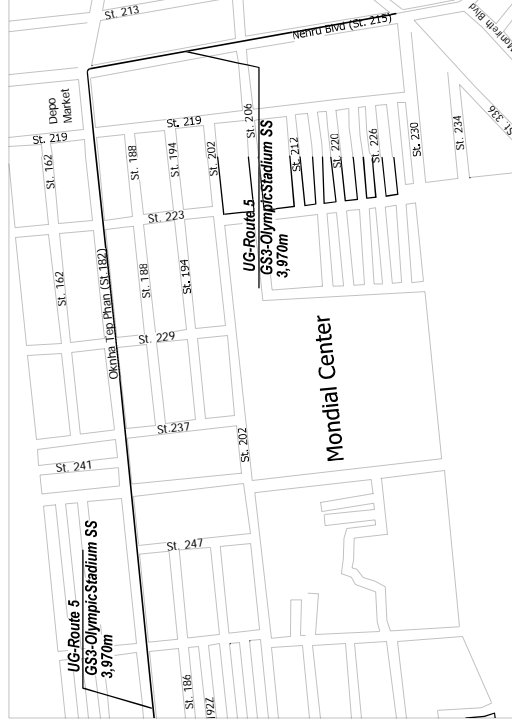 St. 213
Nehru Blvd (St. 215)
Monireth Blvd
Depo
Market
St. 219
St. 219
St. 206
St. 336
St. 162
St. 188
St. 194
St. 202
St. 212
St. 220
St. 226
St. 230
St. 234
St. 223
UG-Route 5
GS3-OlympicStadium SS
3,970m
Oknha Tep Phan (St.182)
St. 162
St. 188
St. 194
St. 229
Mondial Center
St.237
St. 202
St. 241
St. 247
UG-Route 5
GS3-OlympicStadium SS
3,970m
St. 186
192Z